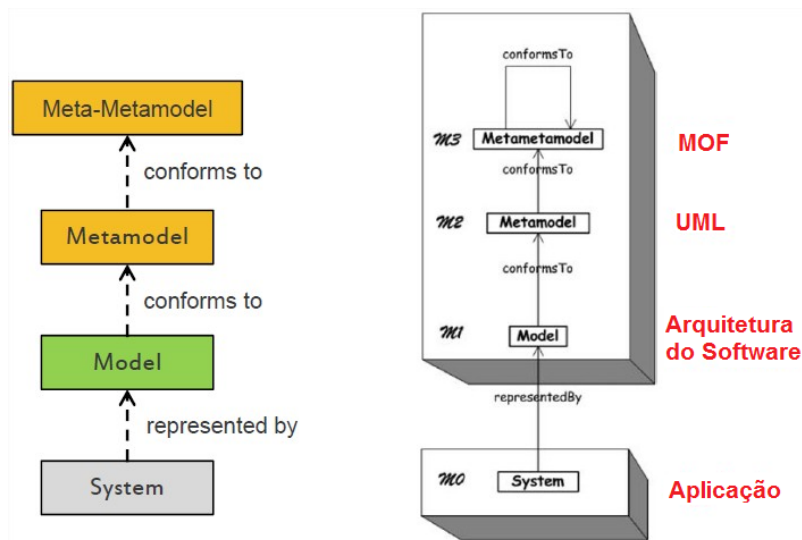 Meta-Metamodel
conforms to
Metamodel
conforms to
Model
represented by
System
conformsTo
M3
Metametamodel
MOF
conformsTo
M2
Metamodel
UML
conformsTo
M1
Model
Arquitetura
do Software
representedBy
M0
System
Aplicação